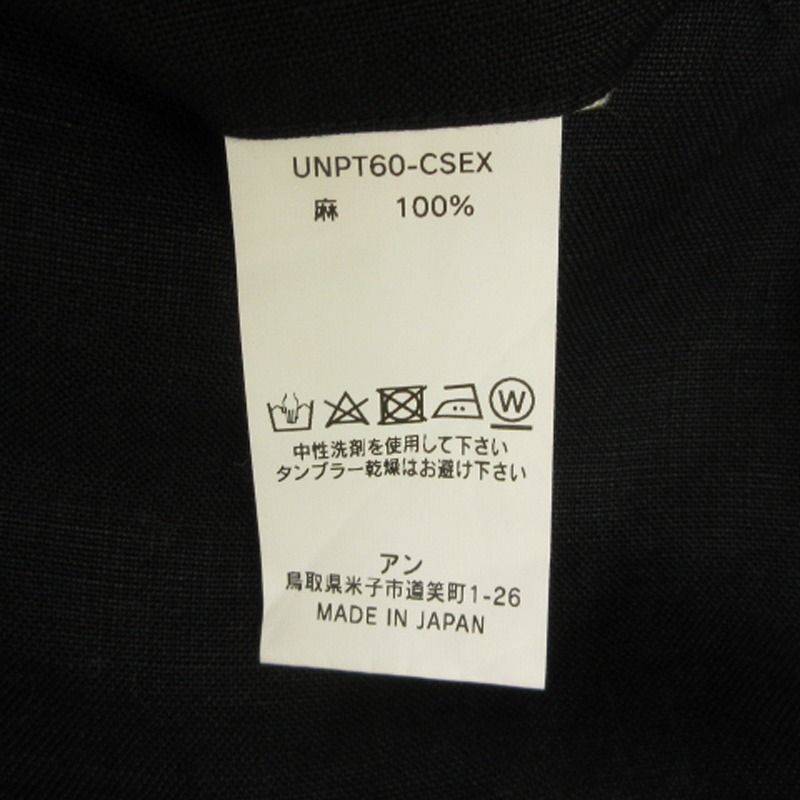 UNPT60-CSEX
麻 100%
W
中性洗剤を使用して下さい
タンブラー乾燥はお避け下さい
アン
鳥取県米子市道笑町1-26
MADE IN JAPAN